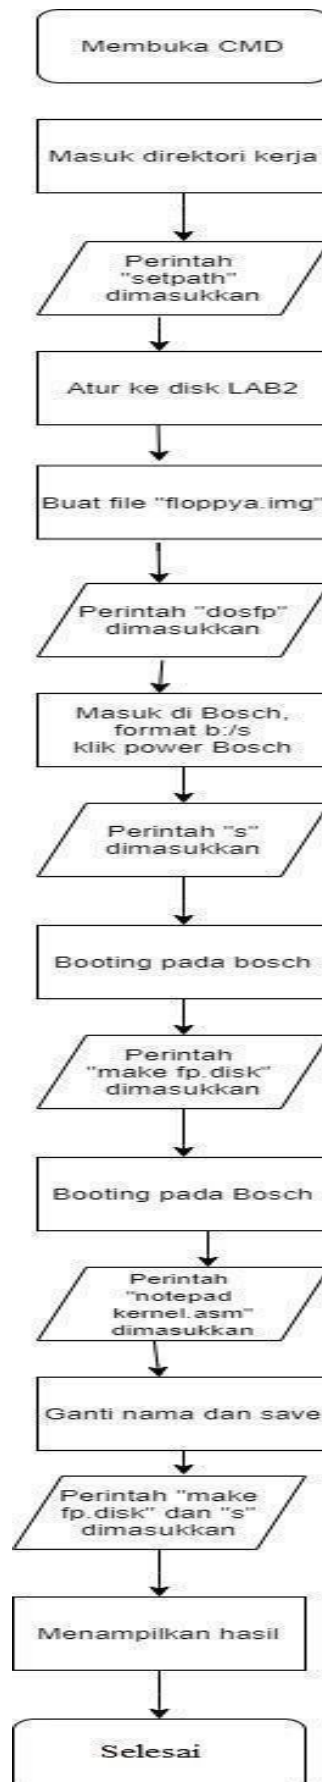 Membuka CMD
Masuk direktori kerja
Perintah
"setpath"
dimasukkan
Atur ke disk LAB2
Buat file "floppya.img"
Perintah "dosfp"
dimasukkan
Masuk di Bosch,
format b:/s
klik power Bosch
Perintah "s"
dimasukkan
Booting pada bosch
Perintah
"make fp.disk"
dimasukkan
Booting pada Bosch
Perintah
"notepad
kernel.asm"
dimasukkan
Ganti nama dan save
Perintah "make
fp.disk" dan "s"
dimasukkan
Menampilkan hasil
Selesai